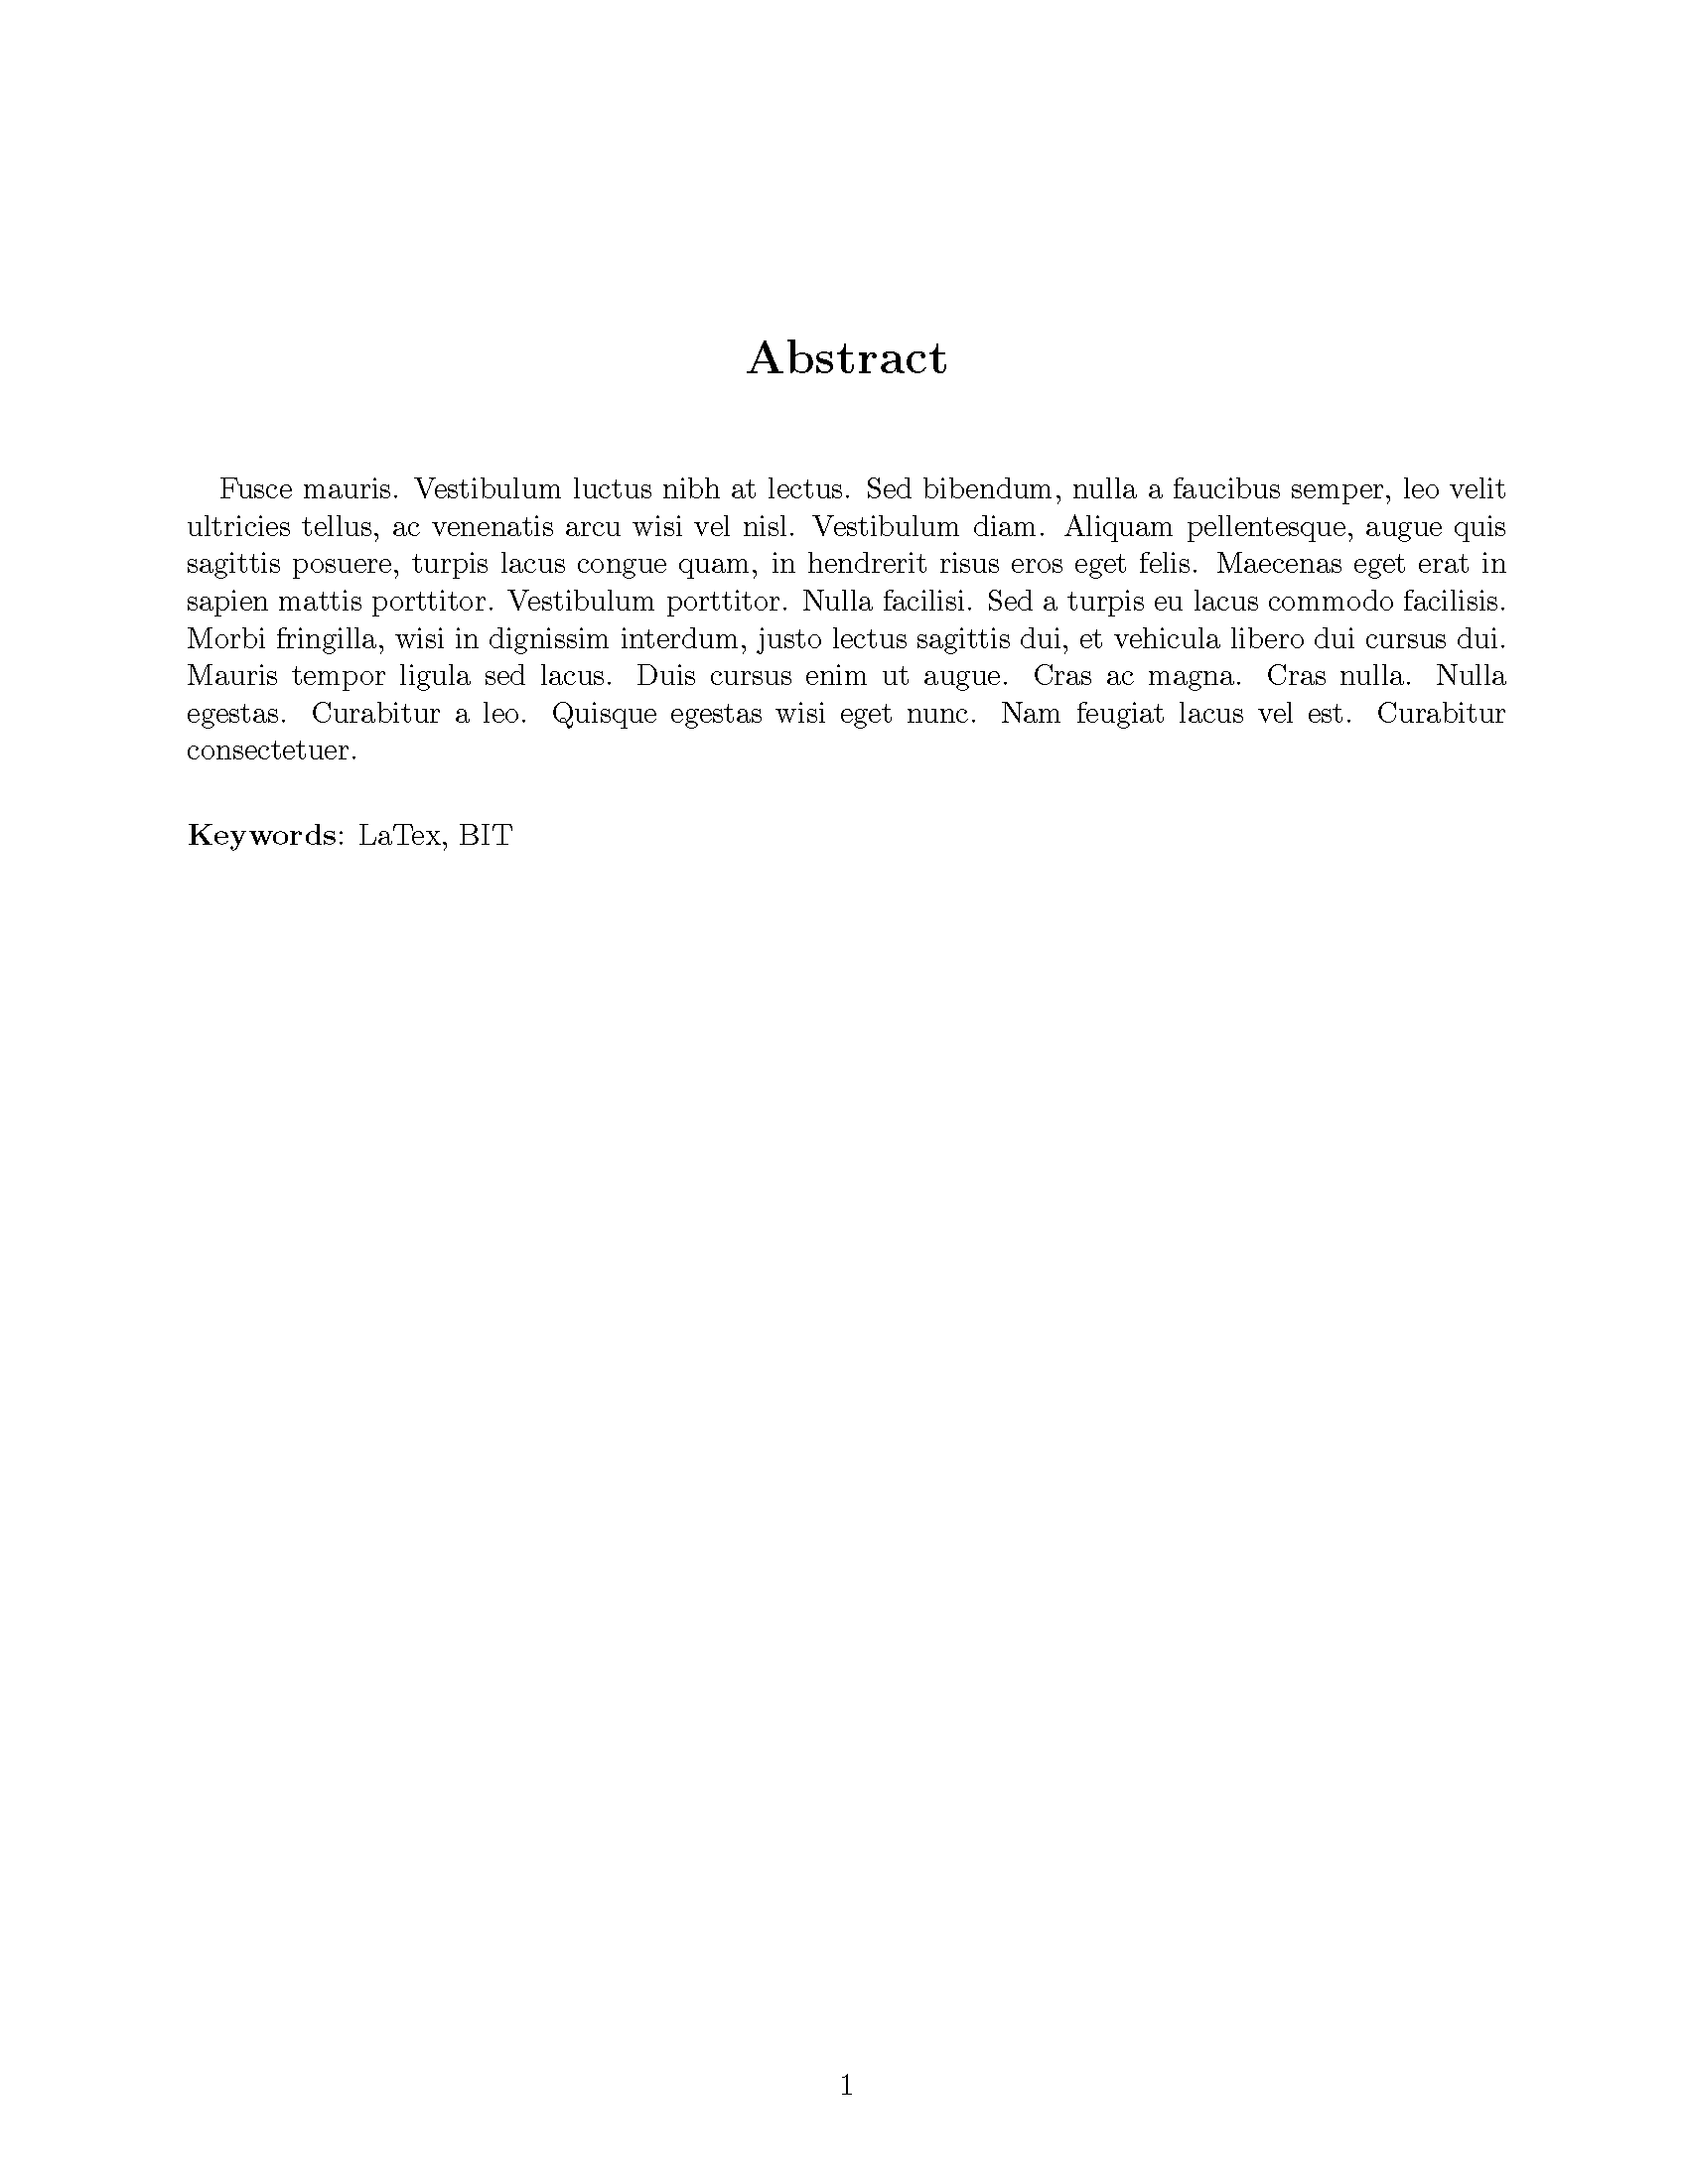 Abstract
Fusce mauris. Vestibulum luctus nibh at lectus. Sed bibendum, nulla a faucibus semper, leo velit
ultricies tellus, ac venenatis arcu wisi vel nisl. Vestibulum diam. Aliquam pellentesque, augue quis
sagittis posuere, turpis lacus congue quam, in hendrerit risus eros eget felis. Maecenas eget erat in
sapien mattis porttitor. Vestibulum porttitor. Nulla facilisi. Sed a turpis eu lacus commodo facilisis.
Morbi fringilla, wisi in dignissim interdum, justo lectus sagittis dui, et vehicula libero dui cursus dui.
Mauris tempor ligula sed lacus. Duis cursus enim ut augue. Cras ac magna. Cras nulla. Nulla
egestas. Curabitur a leo. Quisque egestas wisi eget nunc. Nam feugiat lacus vel est. Curabitur
consectetuer.
Keywords: LaTex, BIT
1